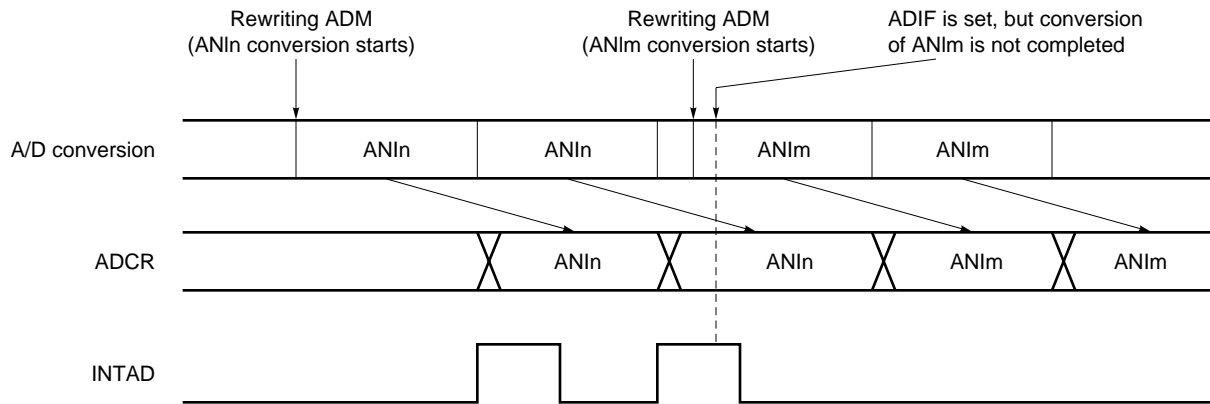 Rewriting ADM
(ANIn conversion starts)
Rewriting ADM
(ANIm conversion starts)
ADIF is set, but conversion
of ANIm is not completed
A/D conversion
ANIn
ANIn
ANIm
ANIm
ADCR
ANIn
ANIn
ANIm
ANIm
INTAD